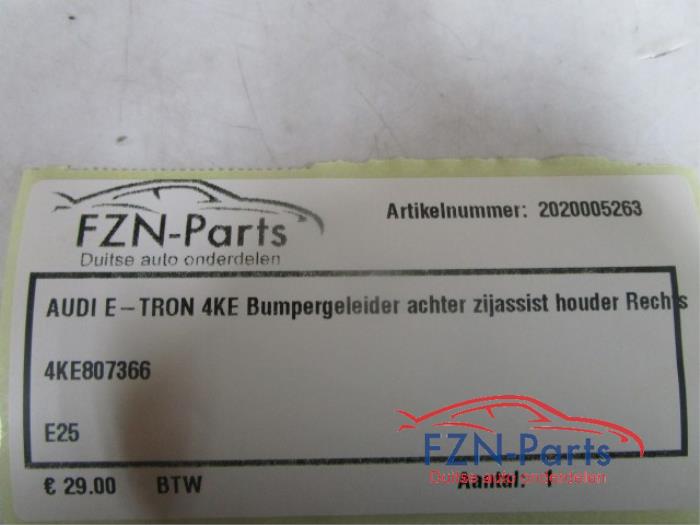 FZN-Parts
Duitse auto onderdelen
Artikelnummer: 2020005263
AUDI E-TRON 4KE Bumpergeleider achter zijassist houder Rechts
4KE807366
E25
FZN-Parts
Duitse auto onderdelen
€ 29.00 BTW Aantal: 1